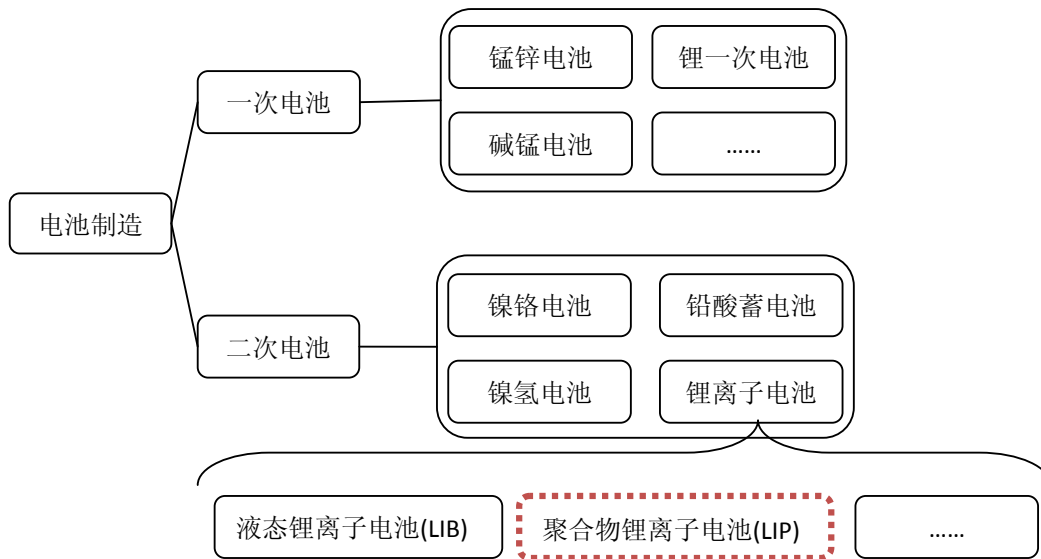 锰锌电池
锂一次电池
一次电池
碱锰电池
......
电池制造
镍铬电池
铅酸蓄电池
二次电池
镍氢电池
锂离子电池
液态锂离子电池(LIB)
聚合物锂离子电池(LIP)
......